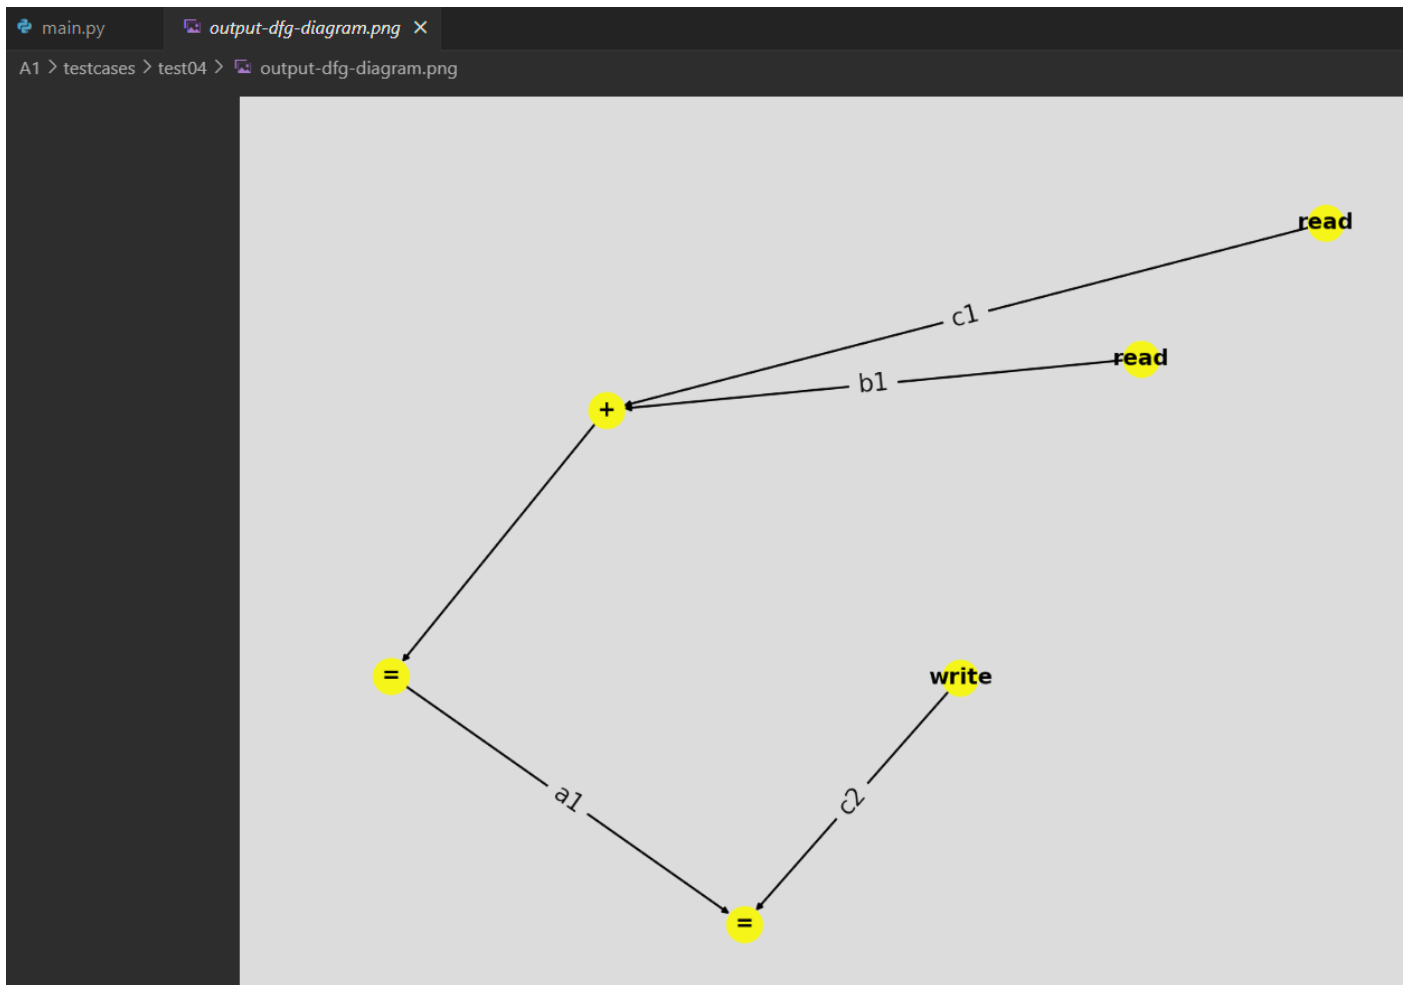 main.py output-dfg-diagram.png
A1 > testcases > test04 > output-dfg-diagram.png
read
c1
read
b1
+
=
write
a1
c2
=